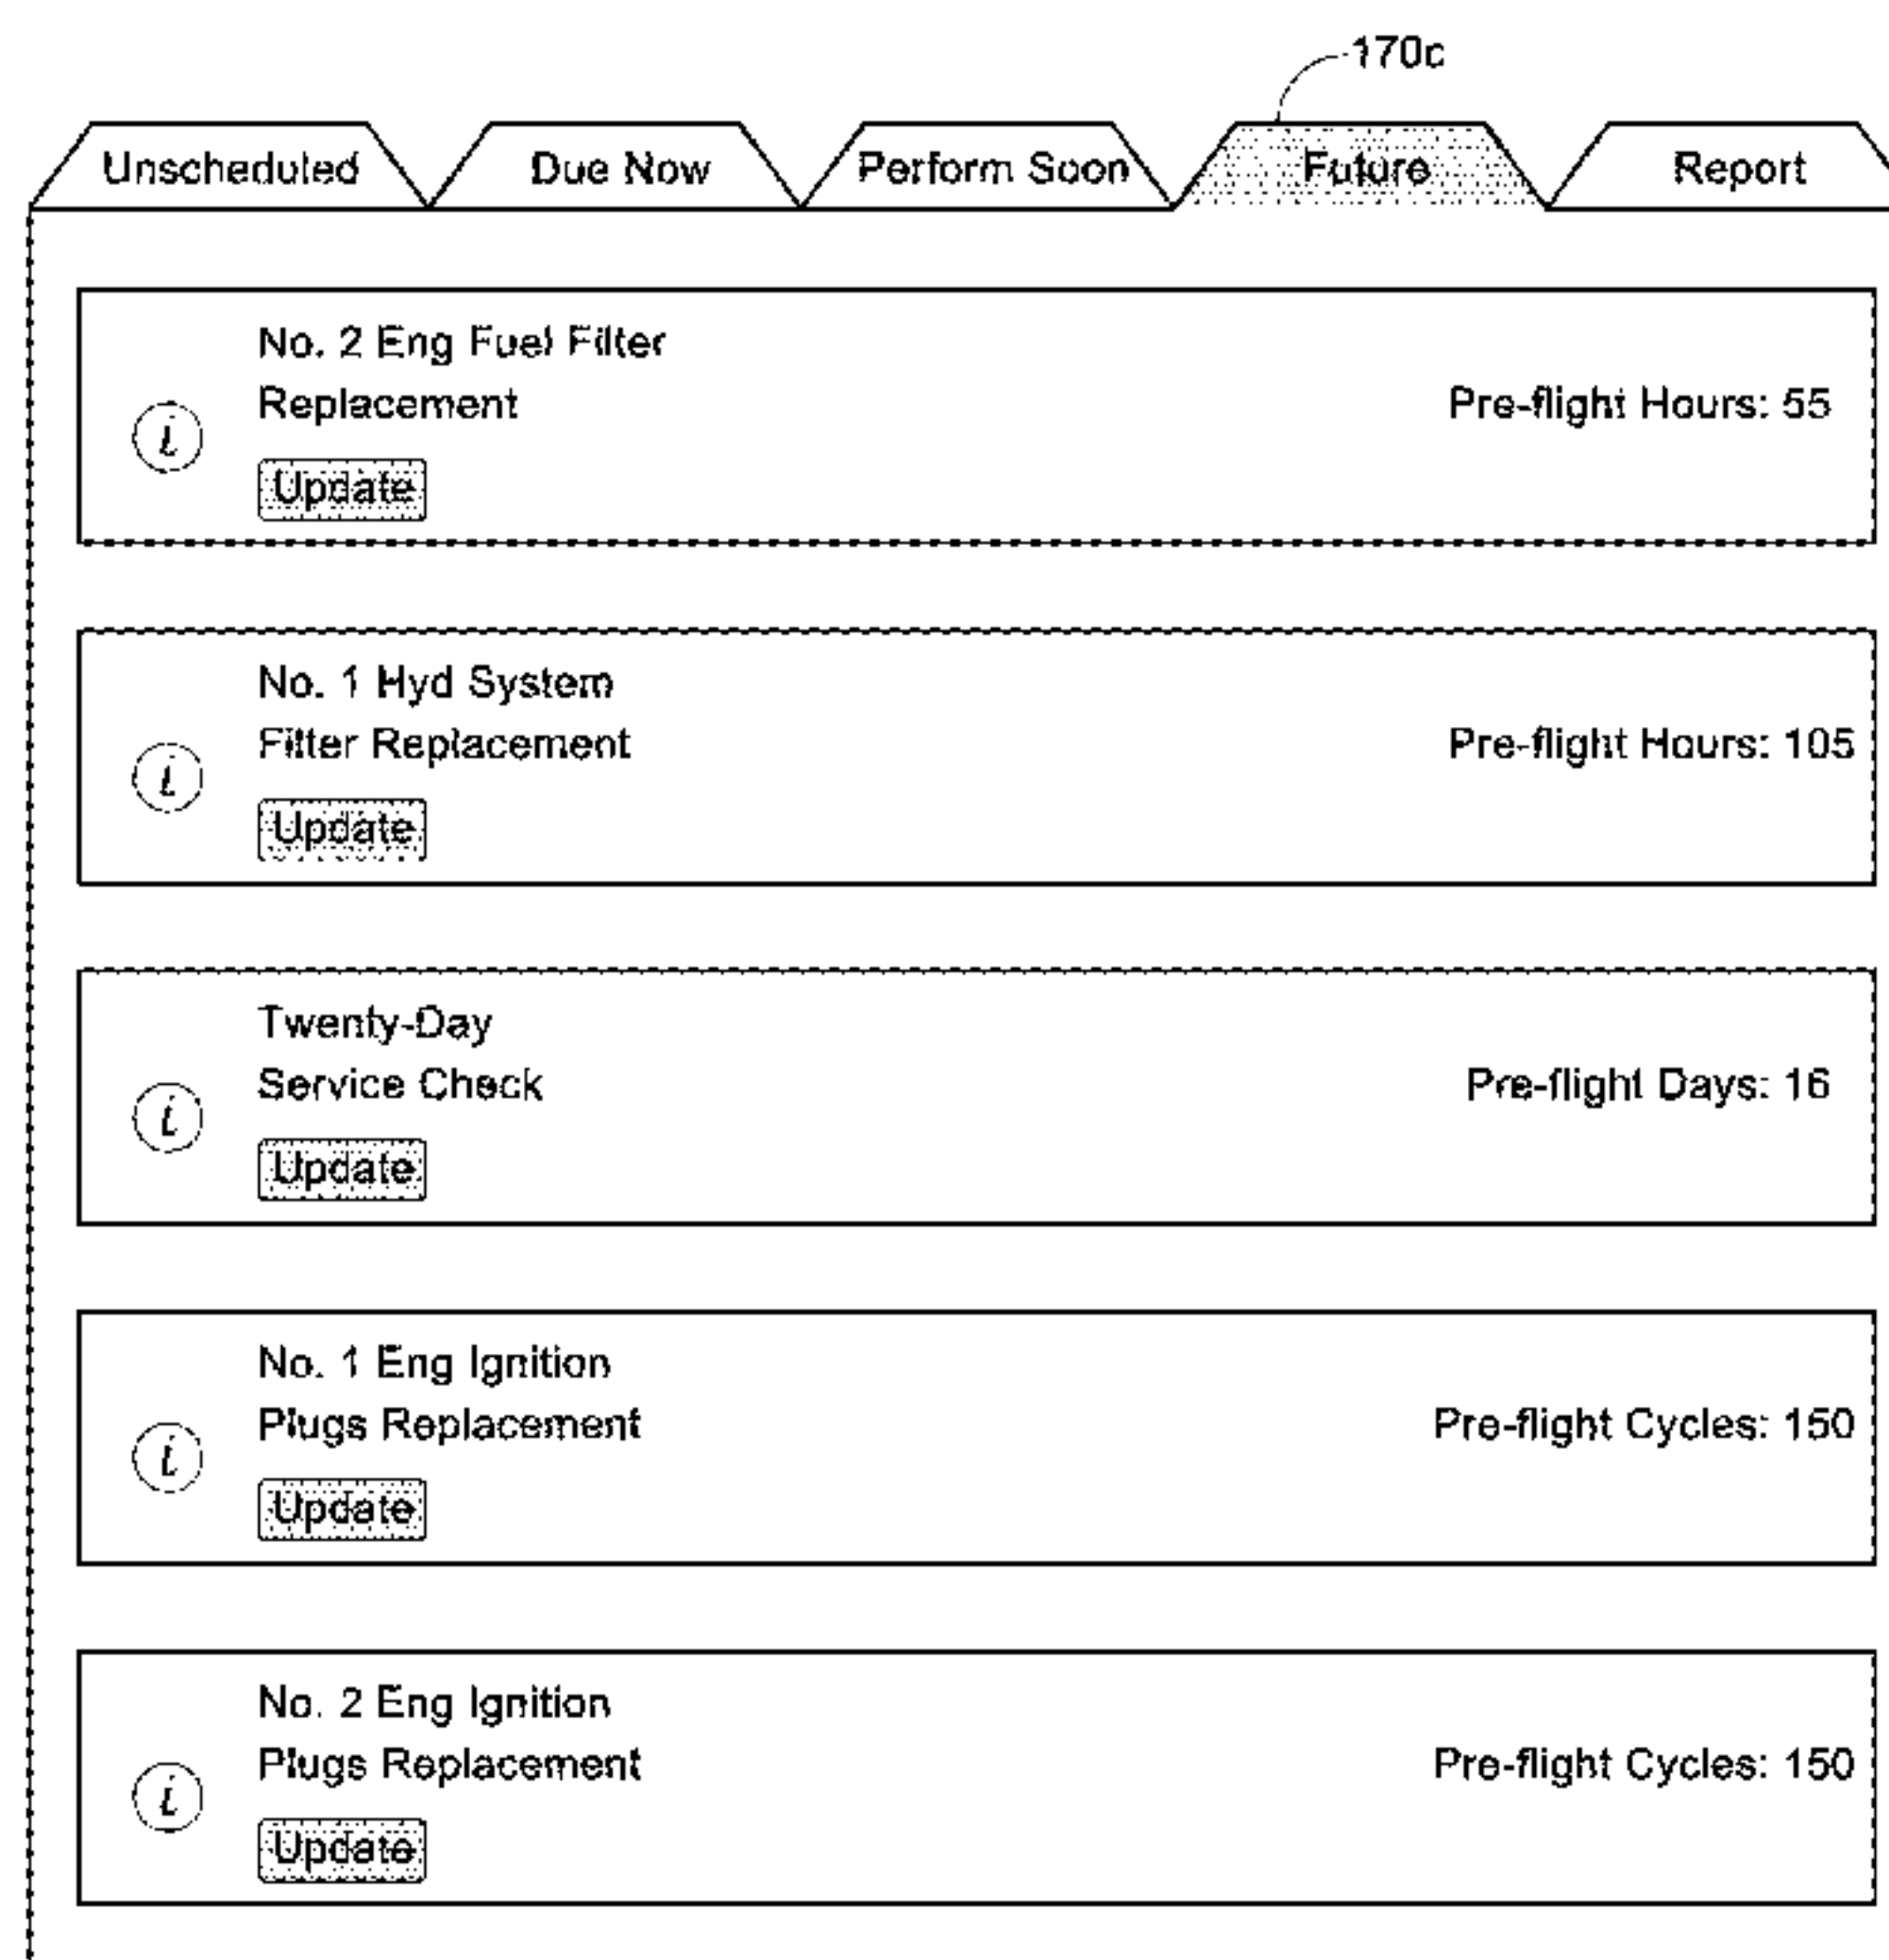 170c
Unscheduled Due Now Perform Soon Future Report
No. 2 Eng Fuel Filter
Replacement Pre-flight Hours: 55
i
Update
No. 1 Hyd System
Filter Replacement Pre-flight Hours: 105
i
Update
Twenty-Day
Service Check Pre-flight Days: 16
i
Update
No. 1 Eng Ignition
Plugs Replacement Pre-flight Cycles: 150
i
Update
No. 2 Eng Ignition
Plugs Replacement Pre-flight Cycles: 150
i
Update